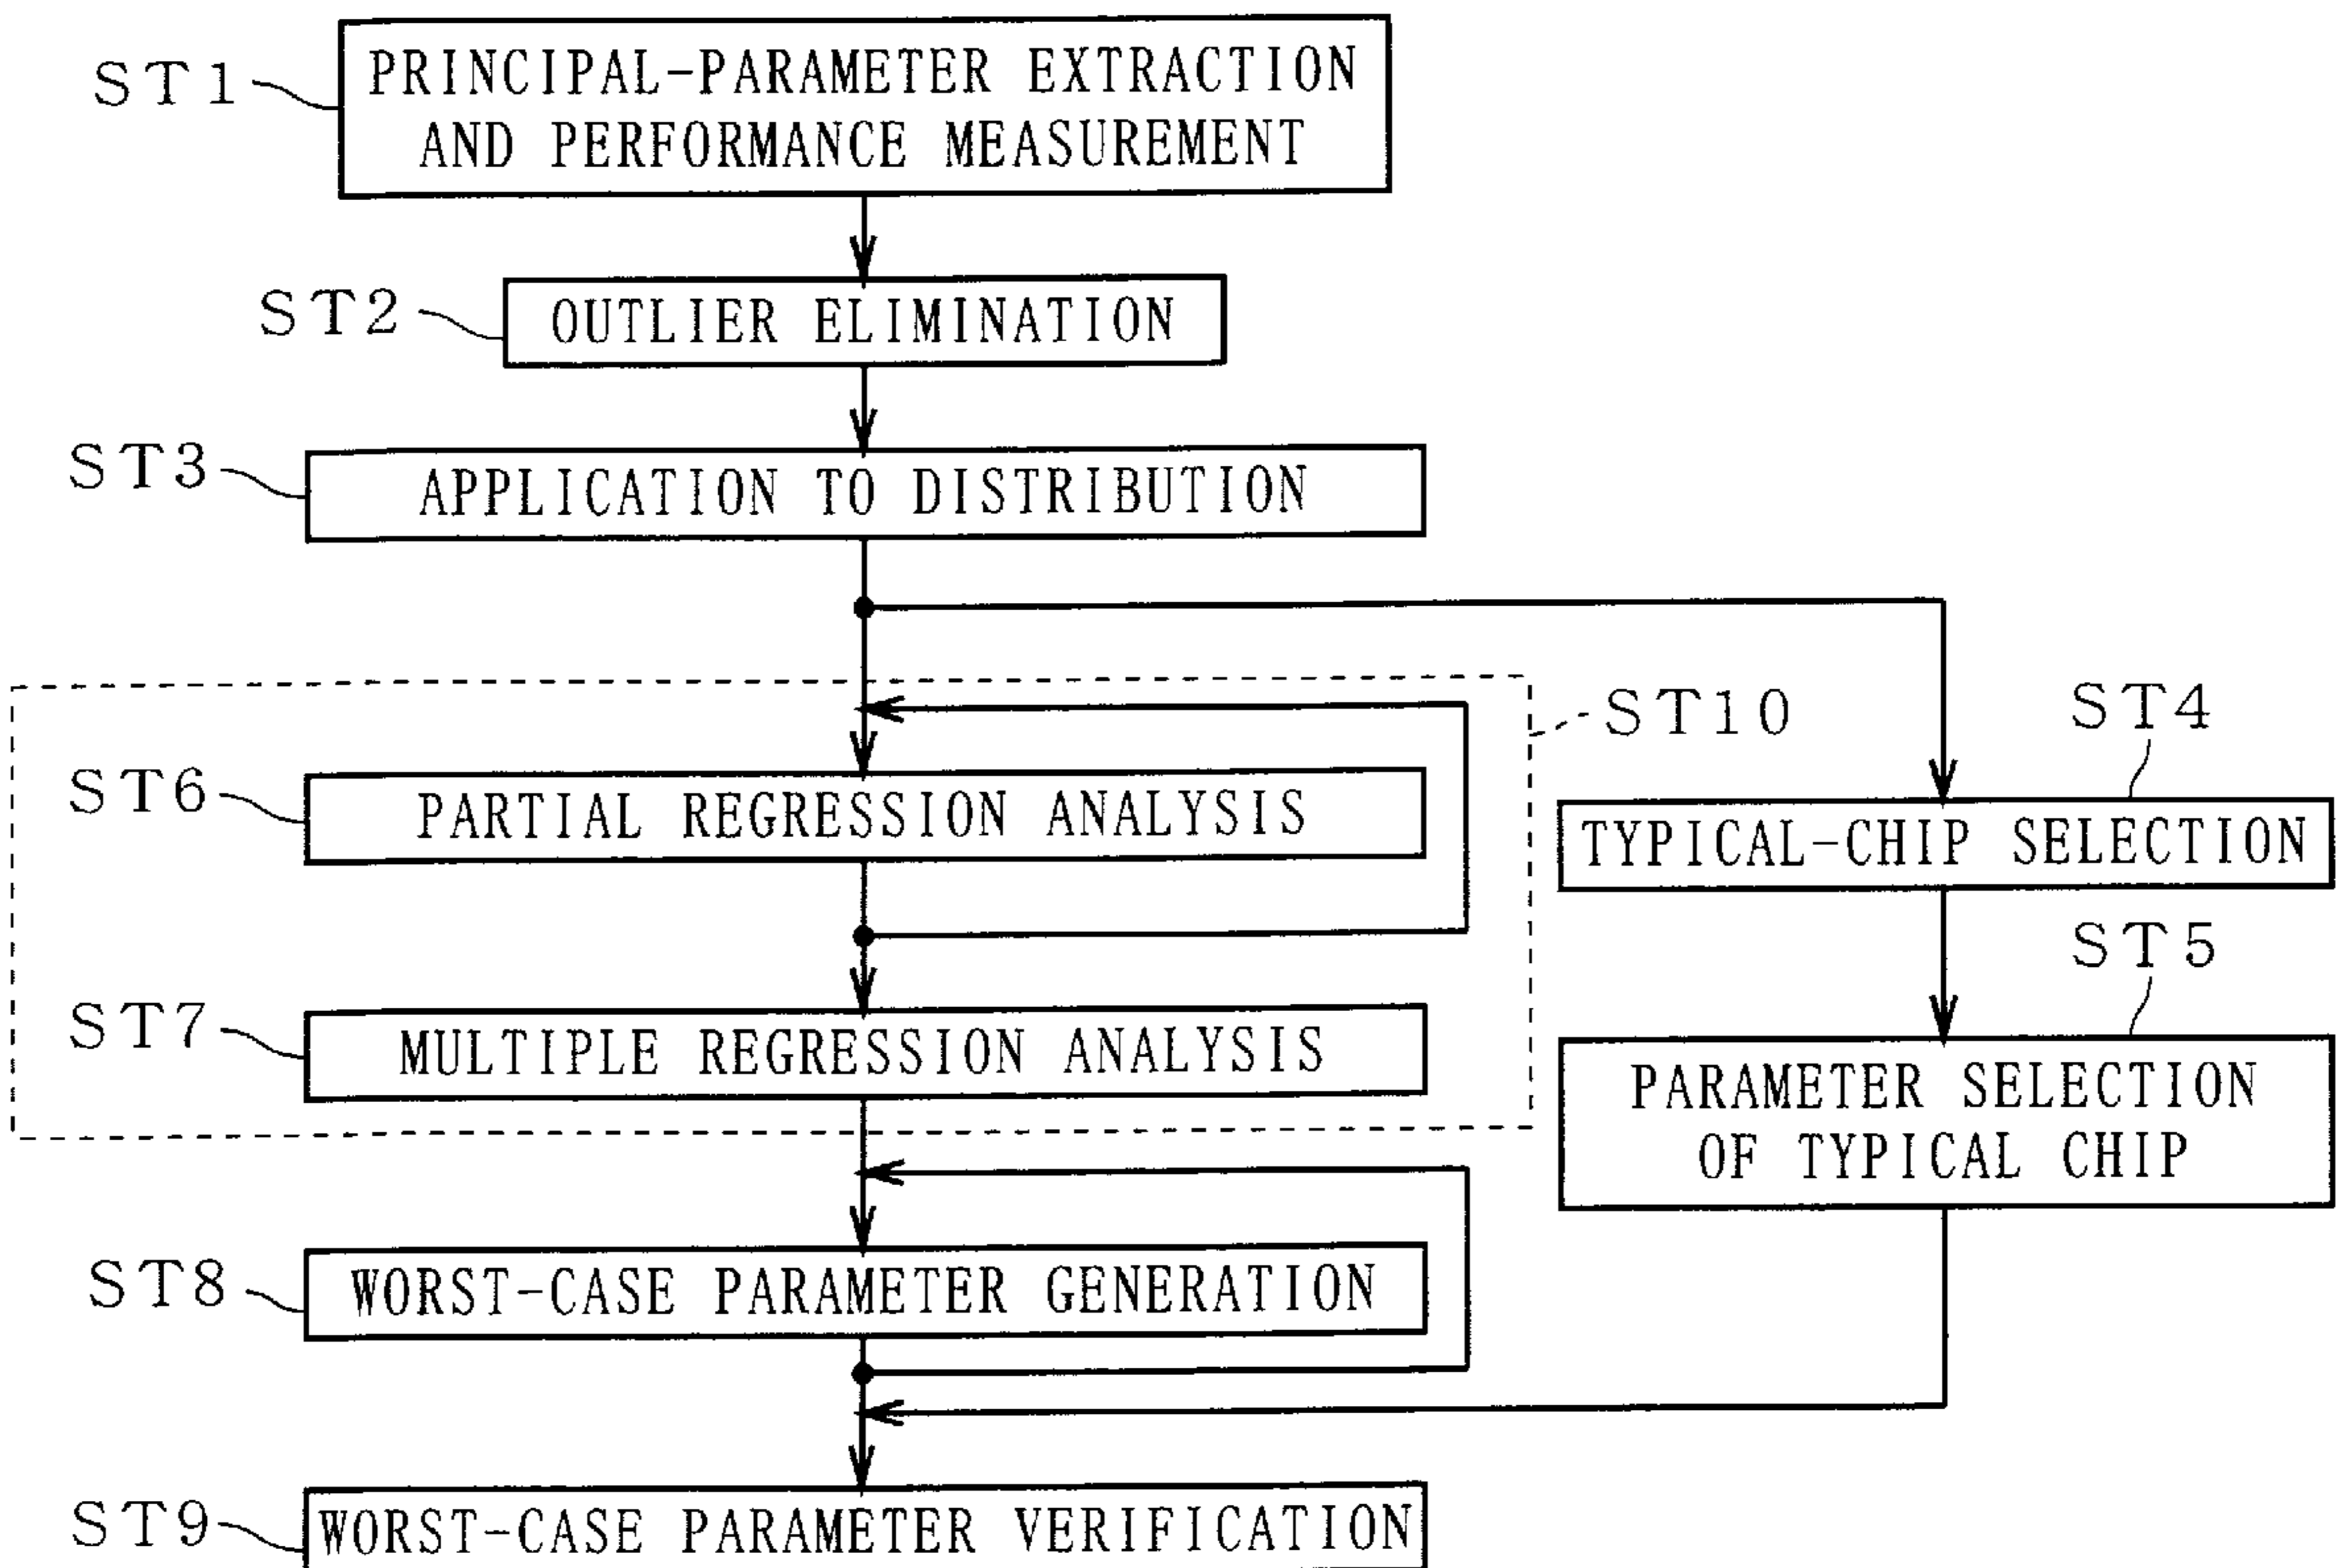 ST1
PRINCIPAL-PARAMETER EXTRACTION
AND PERFORMANCE MEASUREMENT
ST2
OUTLIER ELIMINATION
ST3
APPLICATION TO DISTRIBUTION
ST10
ST4
ST6
PARTIAL REGRESSION ANALYSIS
TYPICAL-CHIP SELECTION
ST5
ST7
MULTIPLE REGRESSION ANALYSIS
PARAMETER SELECTION
OF TYPICAL CHIP
ST8
WORST-CASE PARAMETER GENERATION
ST9
WORST-CASE PARAMETER VERIFICATION